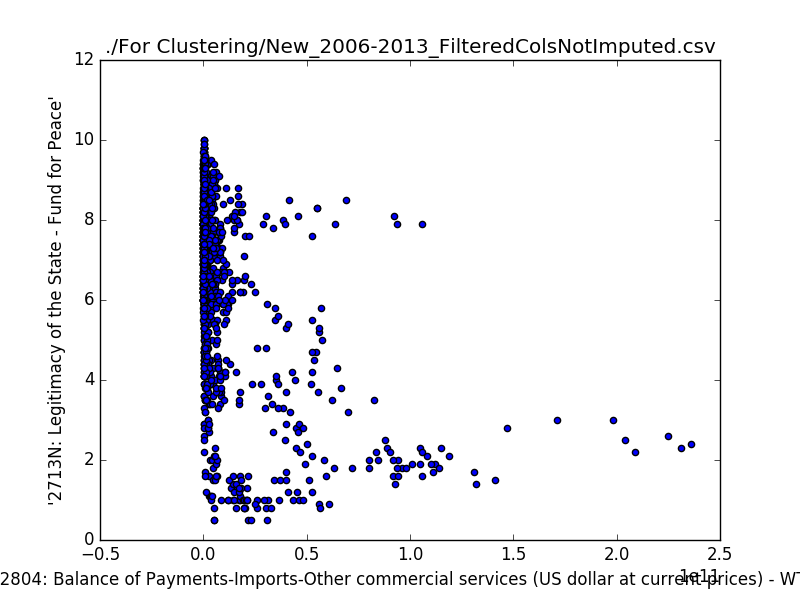 ./For Clustering/New_2006-2013_FilteredColsNotImputed.csv
12
10
8
6
4
2
0
'2713N: Legitimacy of the State - Fund for Peace'
−0.5 0.0 0.5 1.0 1.5 2.0 2.5
1e11
2804: Balance of Payments-Imports-Other commercial services (US dollar at current prices) - WT